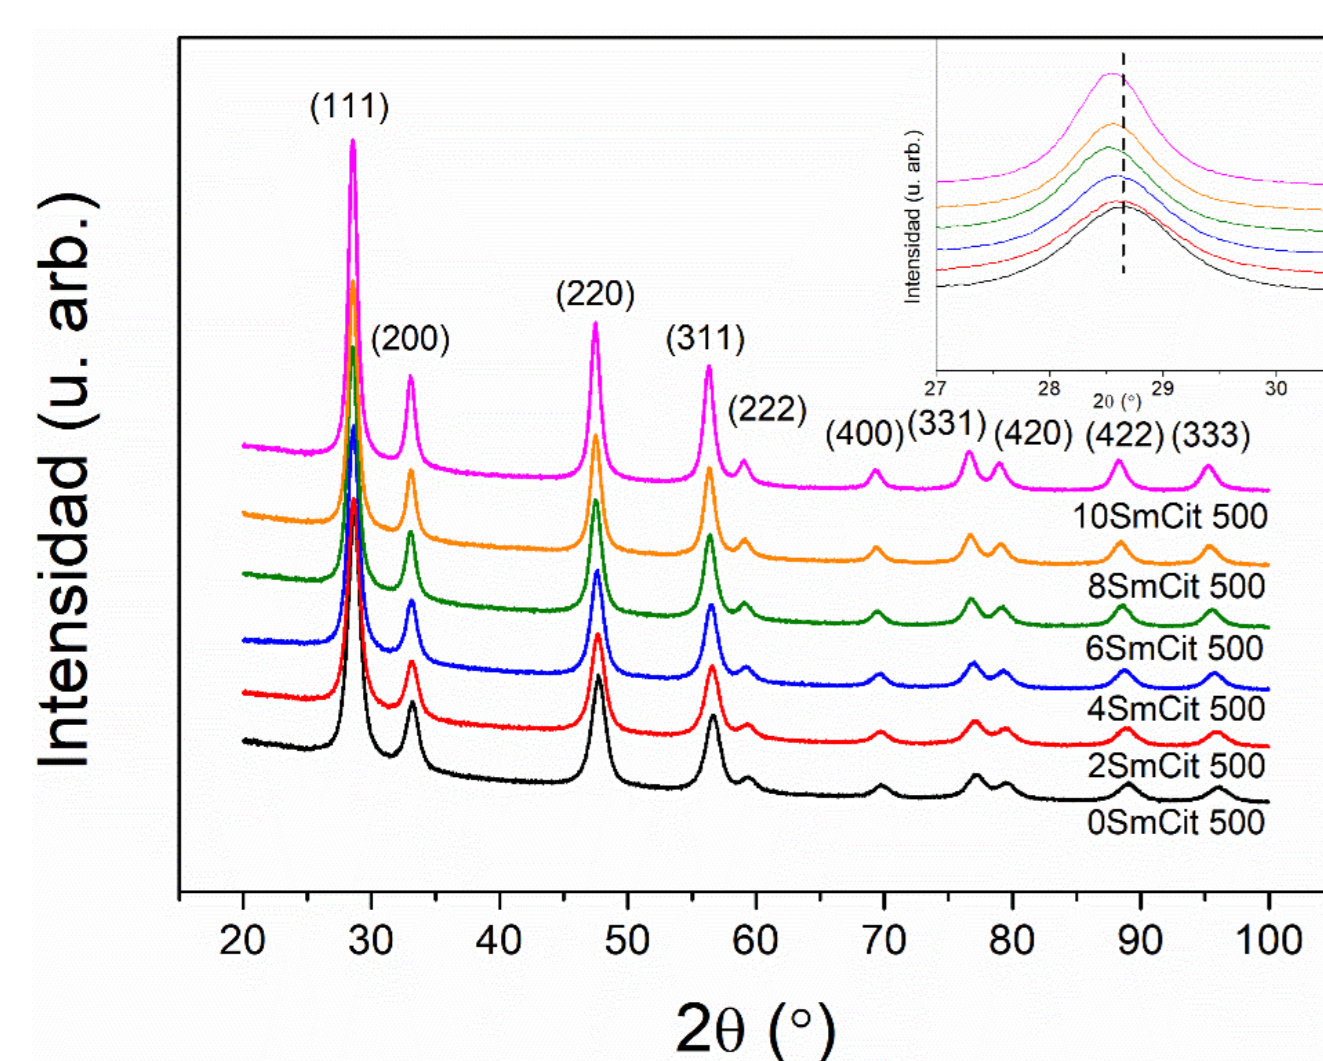 (111)
(200)
(220)
(311)
(222)
(400)
(331)
(420)
(422)
(333)
10SmCit 500
8SmCit 500
6SmCit 500
4SmCit 500
2SmCit 500
0SmCit 500
Intensidad (u. arb.)
20 30 40 50 60 70 80 90 100
2θ (°)
Intensidad (u. arb.)
27 28 29 30
2θ (°)